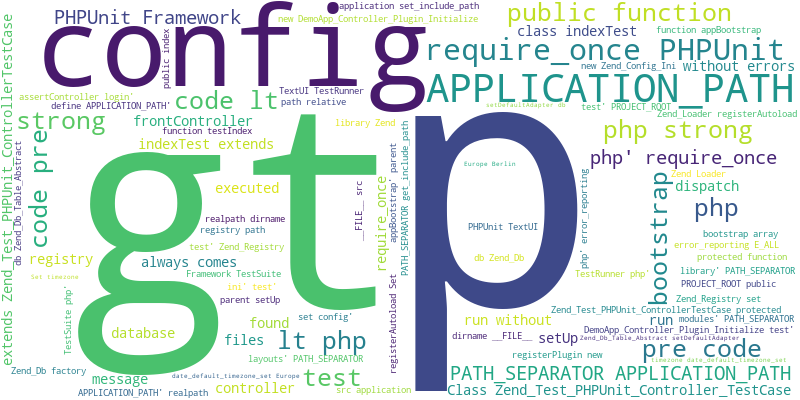 application set_include_path
PHPUnit Framework
new DemoApp_Controller_Plugin_Initialize
public function
config
public index
class indexTest
function appBootstrap
require_once PHPUnit
new Zend_Config_Ini
without errors
APPLICATION_PATH
TextUI TestRunner
assertController login'
define APPLICATION_PATH'
code lt
path relative
setDefaultAdapter db
test' PROJECT_ROOT
Zend_Loader registerAutoload
strong
frontController
library Zend
php strong
function testIndex
indexTest extends
code pre
gt
p
php' require_once
Europe Berlin
Zend Loader
dispatch
executed
require_once
__FILE__ src
appBootstrap' parent
PATH_SEPARATOR get_include_path
php' error_reporting
bootstrap
php
realpath dirname
registry path
PHPUnit TextUI
bootstrap array
error_reporting E_ALL
protected function
test' Zend_Registry
db Zend_Db_Table_Abstract
extends Zend_Test_PHPUnit_ControllerTestCase
registry
always comes
db Zend_Db
Framework TestSuite
TestRunner php'
library' PATH_SEPARATOR
Set timezone
ini' test'
PROJECT_ROOT public
parent setUp
Zend_Registry set
TestSuite php'
registerAutoload Set
Zend_Test_PHPUnit_ControllerTestCase protected
set config'
found
run without
run
modules' PATH_SEPARATOR
database
files
lt php
DemoApp_Controller_Plugin_Initialize test'
dirname __FILE__
setUp
Zend_Db_Table_Abstract setDefaultAdapter
layouts' PATH_SEPARATOR
registerPlugin new
pre code
timezone date_default_timezone_set
Zend_Db factory
message
date_default_timezone_set Europe
test
PATH_SEPARATOR APPLICATION_PATH
APPLICATION_PATH' realpath
controller
src application
Class Zend_Test_PHPUnit_Controller_TestCase